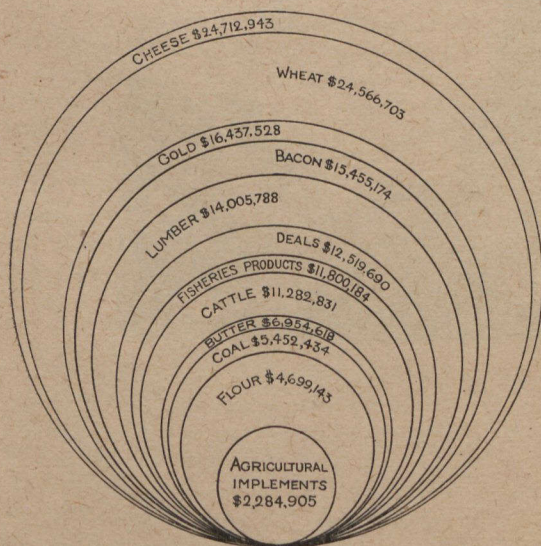 CHEESE $24,712,943
WHEAT $24,566,703
GOLD $16,437,528
BACON $15,455,174
LUMBER $14,005,788
DEALS $12,519,690
FISHERIES PRODUCTS $11,800,184
CATTLE $11,282,831
BUTTER $6,954,618
COAL $5,452,434
FLOUR $4,699,143
AGRICULTURAL
IMPLEMENTS
$2,284,905